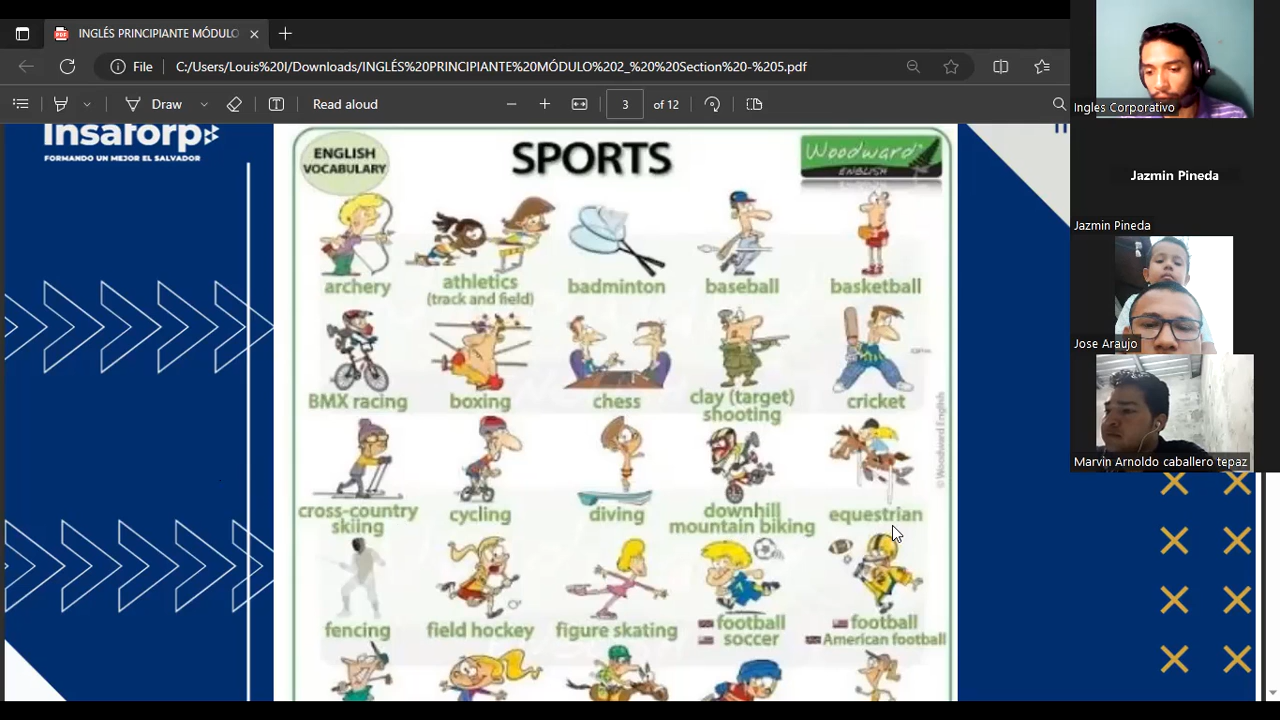 INGLÉS PRINCIPIANTE MÓDULO
File
C:/Users/Louis%20I/Downloads/INGLÉS%20PRINCIPIANTE%20MÓDULO%202_%20%20Section%20-%205.pdf
Draw
Read aloud
3
of 12
Insaforp
FORMANDO UN MEJOR EL SALVADOR
ENGLISH
VOCABULARY
SPORTS
Woodward
ENGLISH
archery
athletics
(track and field)
badminton
baseball
basketball
BMX racing
boxing
chess
clay (target)
shooting
cricket
cross-country
skiing
cycling
diving
downhill
mountain biking
equestrian
fencing
field hockey
figure skating
football
soccer
football
American football
© Woodward English
Ingles Corporativo
Jazmin Pineda
Jazmin Pineda
Jose Araujo
Marvin Arnoldo caballero tepaz